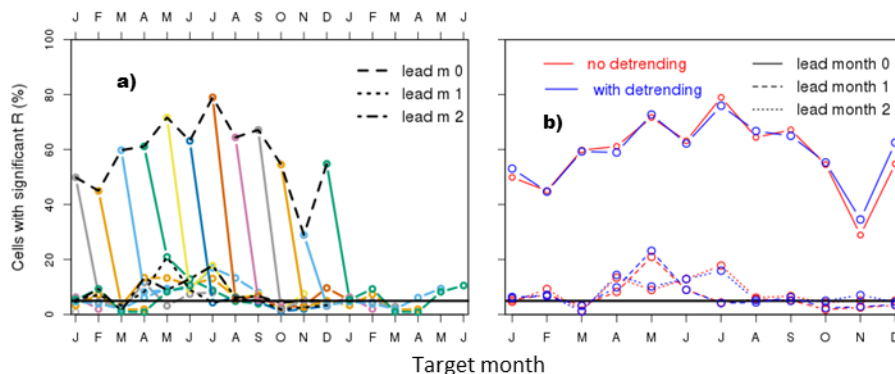 J F M A M J J A S O N D J F M A M J
J F M A M J J A S O N D
100
80
60
40
20
0
Cells with significant R (%)
a)
lead m 0
lead m 1
lead m 2
b)
no detrending
with detrending
lead month 0
lead month 1
lead month 2
J F M A M J J A S O N D J F M A M J
J F M A M J J A S O N D
Target month